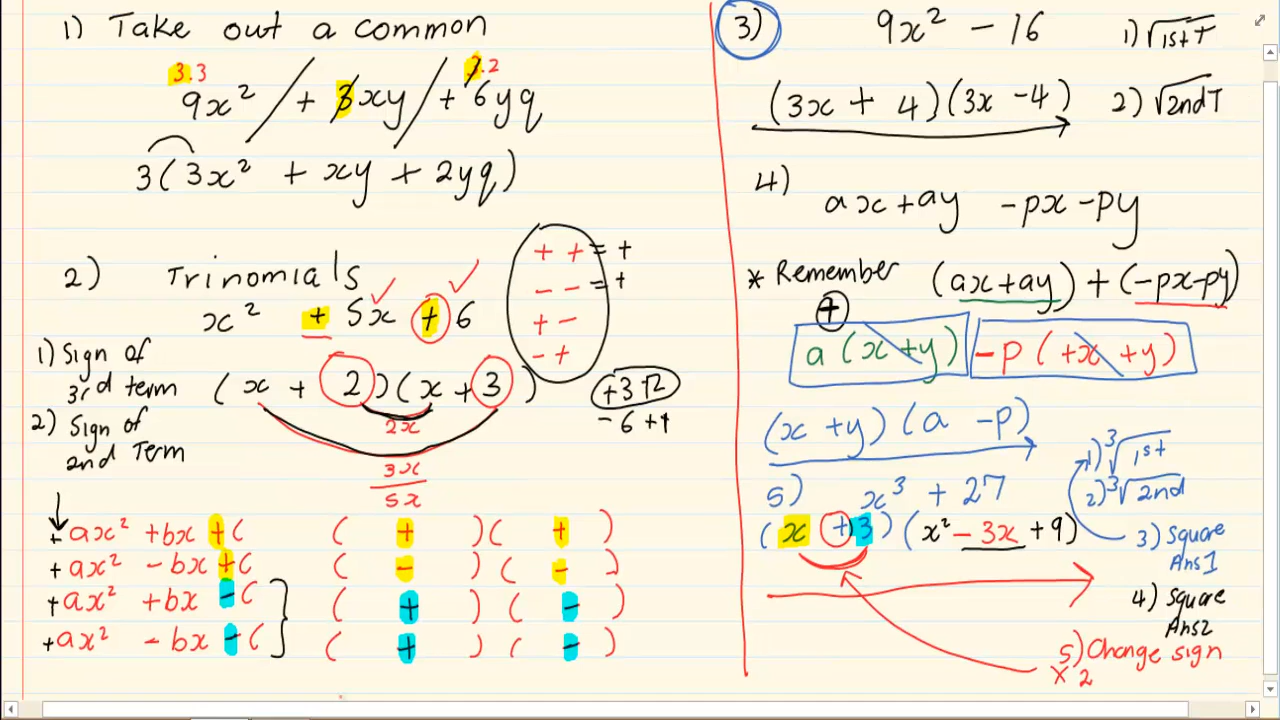 1) Take out a common
3.3 3.2
9x² + 3xy + 6yq
3(3x² + xy + 2yq)
2) Trinomials
x² + 5x + 6
+ + = +
- - = +
+ -
- +
1) Sign of
3rd term
(x + 2)(x + 3)
+3+2
-6+1
2) Sign of
2nd Term
2x
3x
5x
+ax² +bx +c ( + )( + )
+ax² - bx +c ( - )( - )
+ax² +bx - c ( + )( - )
+ax² - bx - c ( + )( - )
3) 9x² - 16 1) √1st T
(3x + 4)(3x - 4) 2) √2nd T
4)
ax+ay -px-py
* Remember (ax+ay) + (-px-py)
+
a(x+y) -p(+x+y)
(x+y)(a -p)
1) ³√1st
5) x³ + 27 2) ³√2nd
(x +3)(x² - 3x + 9)
3) Square
Ans1
4) Square
Ans2
5) Change sign
x 2